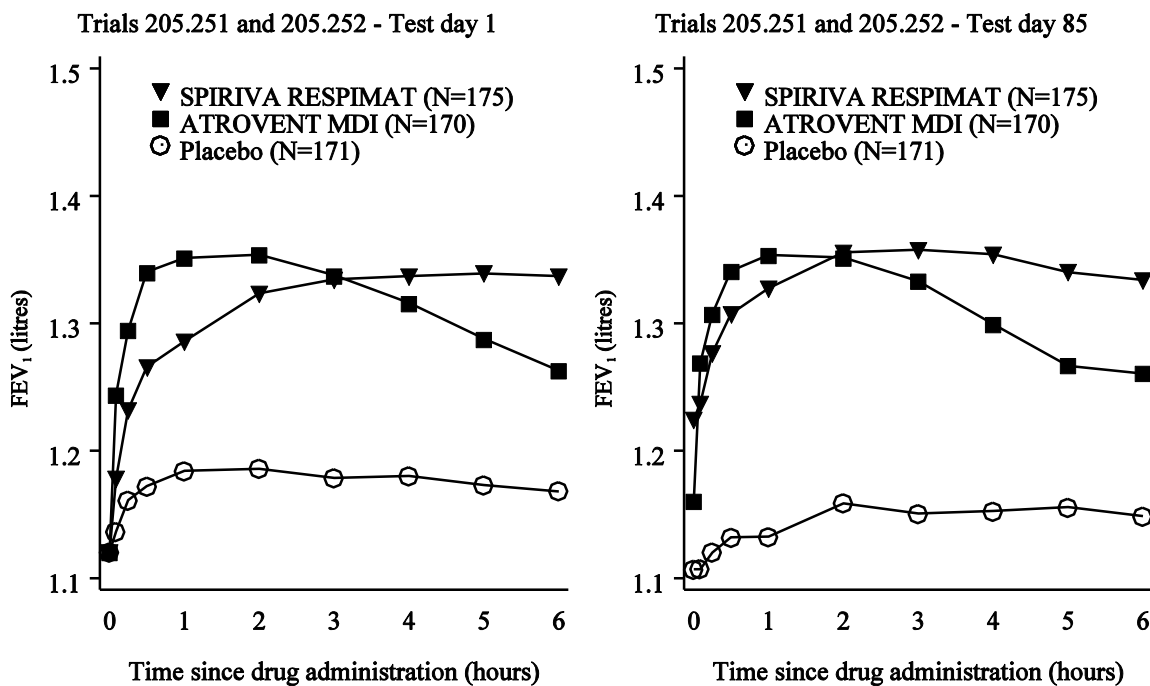 Trials 205.251 and 205.252 - Test day 1
1.5
1.4
1.3
1.2
1.1
FEV₁ (litres)
SPIRIVA RESPIMAT (N=175)
ATROVENT MDI (N=170)
Placebo (N=171)
0 1 2 3 4 5 6
Time since drug administration (hours)
Trials 205.251 and 205.252 - Test day 85
1.5
1.4
1.3
1.2
1.1
FEV₁ (litres)
SPIRIVA RESPIMAT (N=175)
ATROVENT MDI (N=170)
Placebo (N=171)
0 1 2 3 4 5 6
Time since drug administration (hours)